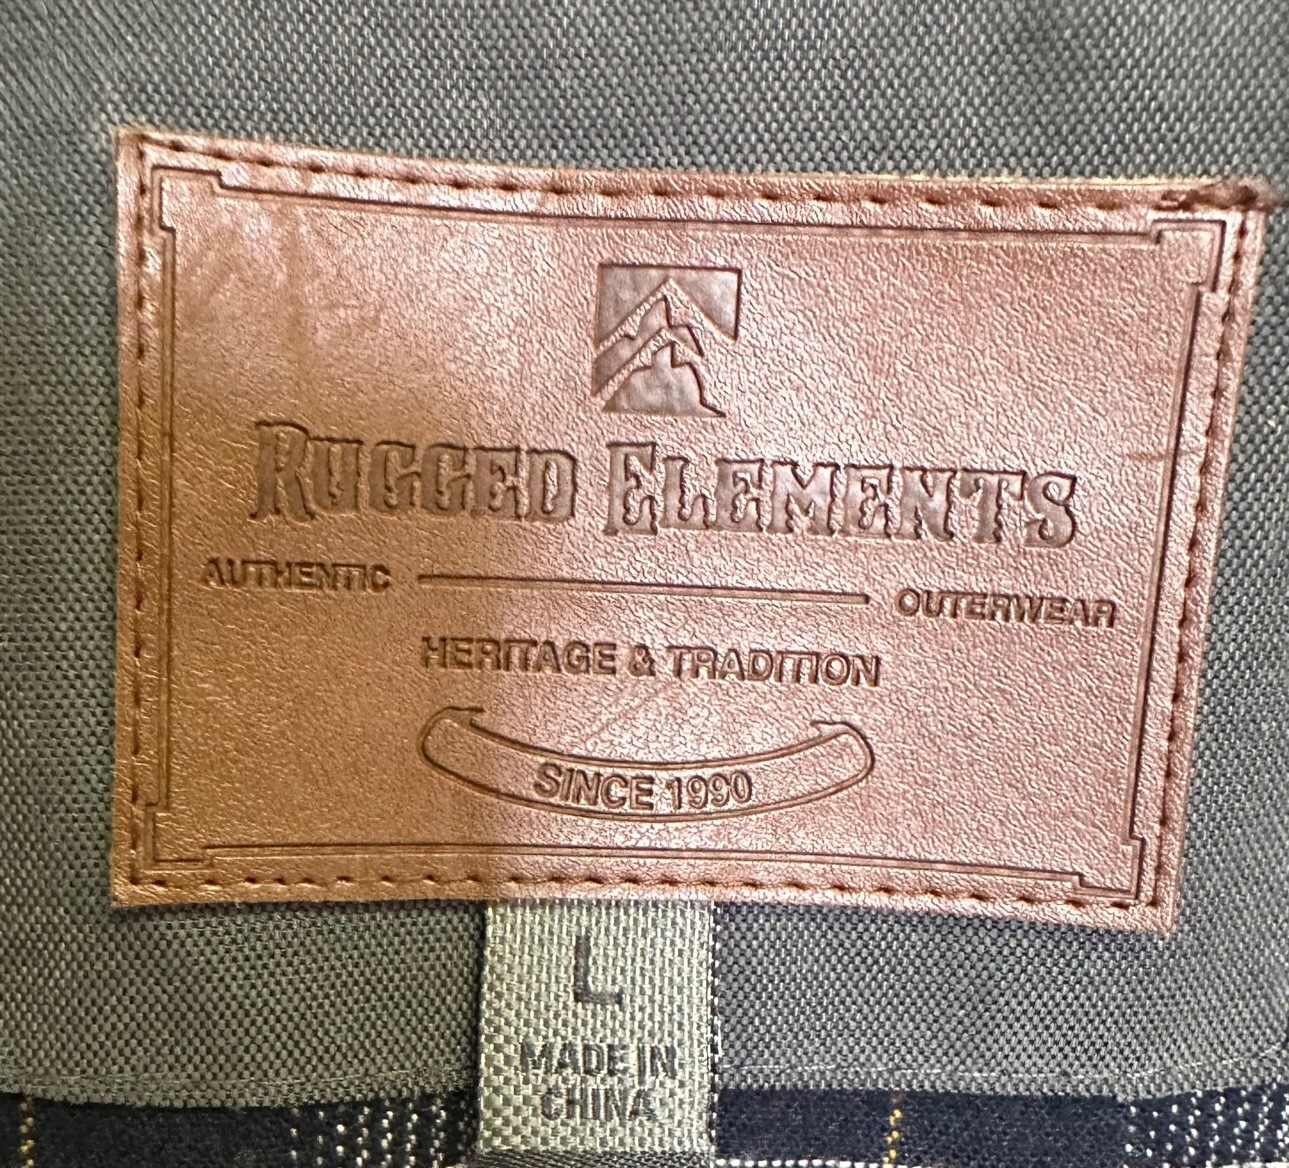 RUGGED ELEMENTS
AUTHENTIC OUTERWEAR
HERITAGE & TRADITION
SINCE 1990
L
MADE IN
CHINA